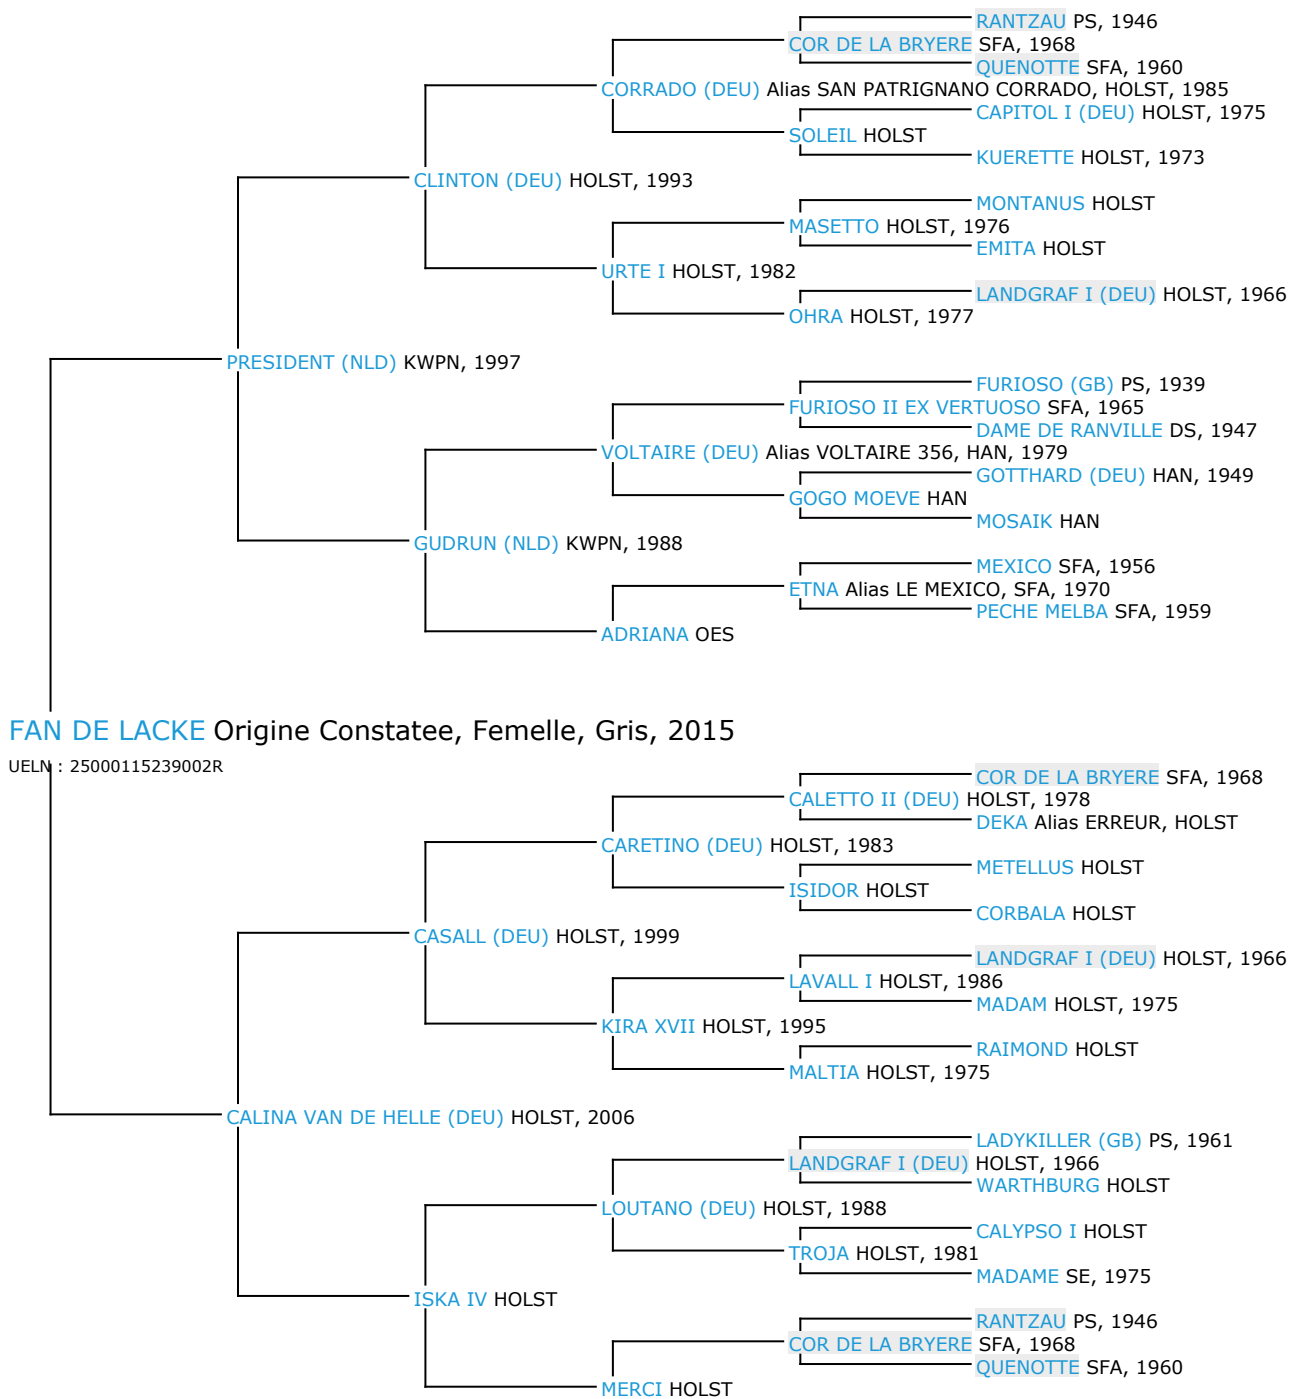 RANTZAU PS, 1946
COR DE LA BRYERE SFA, 1968
QUENOTTE SFA, 1960
CORRADO (DEU) Alias SAN PATRIGNANO CORRADO, HOLST, 1985
CAPITOL I (DEU) HOLST, 1975
SOLEIL HOLST
KUERETTE HOLST, 1973
CLINTON (DEU) HOLST, 1993
MONTANUS HOLST
MASETTO HOLST, 1976
EMITA HOLST
URTE I HOLST, 1982
LANDGRAF I (DEU) HOLST, 1966
OHRA HOLST, 1977
PRESIDENT (NLD) KWPN, 1997
FURIOSO (GB) PS, 1939
FURIOSO II EX VERTUOSO SFA, 1965
DAME DE RANVILLE DS, 1947
VOLTAIRE (DEU) Alias VOLTAIRE 356, HAN, 1979
GOTTHARD (DEU) HAN, 1949
GOGO MOEVE HAN
MOSAIK HAN
GUDRUN (NLD) KWPN, 1988
MEXICO SFA, 1956
ETNA Alias LE MEXICO, SFA, 1970
PECHE MELBA SFA, 1959
ADRIANA OES
FAN DE LACKE Origine Constatee, Femelle, Gris, 2015
UELN : 25000115239002R
COR DE LA BRYERE SFA, 1968
CALETTO II (DEU) HOLST, 1978
DEKA Alias ERREUR, HOLST
CARETINO (DEU) HOLST, 1983
METELLUS HOLST
ISIDOR HOLST
CORBALA HOLST
CASALL (DEU) HOLST, 1999
LANDGRAF I (DEU) HOLST, 1966
LAVALL I HOLST, 1986
MADAM HOLST, 1975
KIRA XVII HOLST, 1995
RAIMOND HOLST
MALTIA HOLST, 1975
CALINA VAN DE HELLE (DEU) HOLST, 2006
LADYKILLER (GB) PS, 1961
LANDGRAF I (DEU) HOLST, 1966
WARTHBURG HOLST
LOUTANO (DEU) HOLST, 1988
CALYPSO I HOLST
TROJA HOLST, 1981
MADAME SE, 1975
ISKA IV HOLST
RANTZAU PS, 1946
COR DE LA BRYERE SFA, 1968
QUENOTTE SFA, 1960
MERCI HOLST